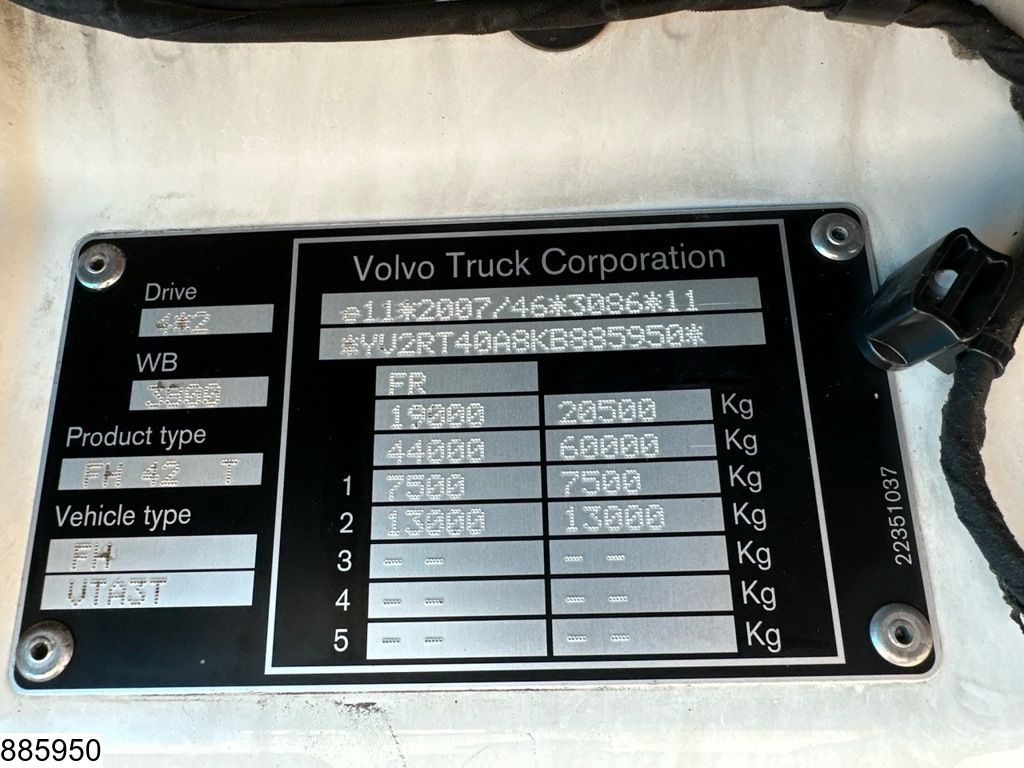 Volvo Truck Corporation
Drive
4*2
WB
3800
Product type
FH 42 T
Vehicle type
FH
VTA3T
e11*2007/46*3086*11
*YV2RT40A8KB885950*
FR
19000 20500 Kg
44000 60000 Kg
1 7500 7500 Kg
2 13000 13000 Kg
3 -- -- -- -- Kg
4 -- -- -- -- Kg
5 -- -- -- -- Kg
22351037
885950